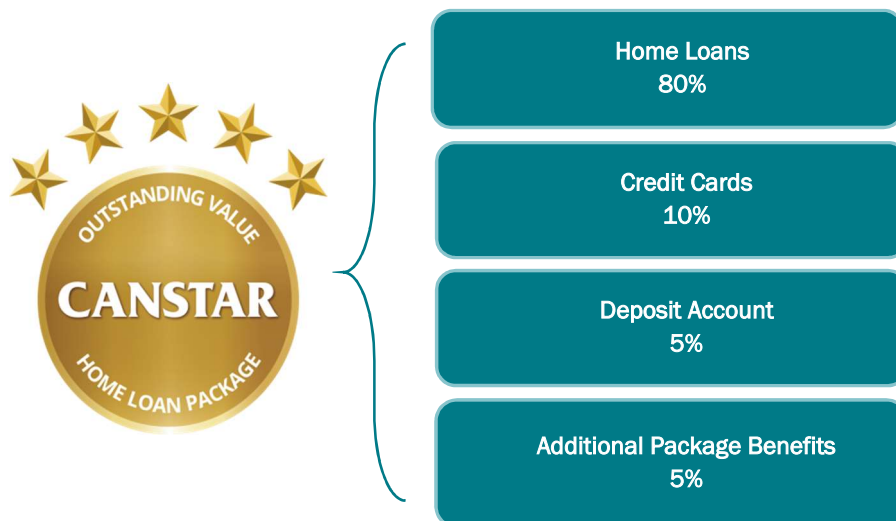 OUTSTANDING VALUE
CANSTAR
HOME LOAN PACKAGE
Home Loans
80%
Credit Cards
10%
Deposit Account
5%
Additional Package Benefits
5%